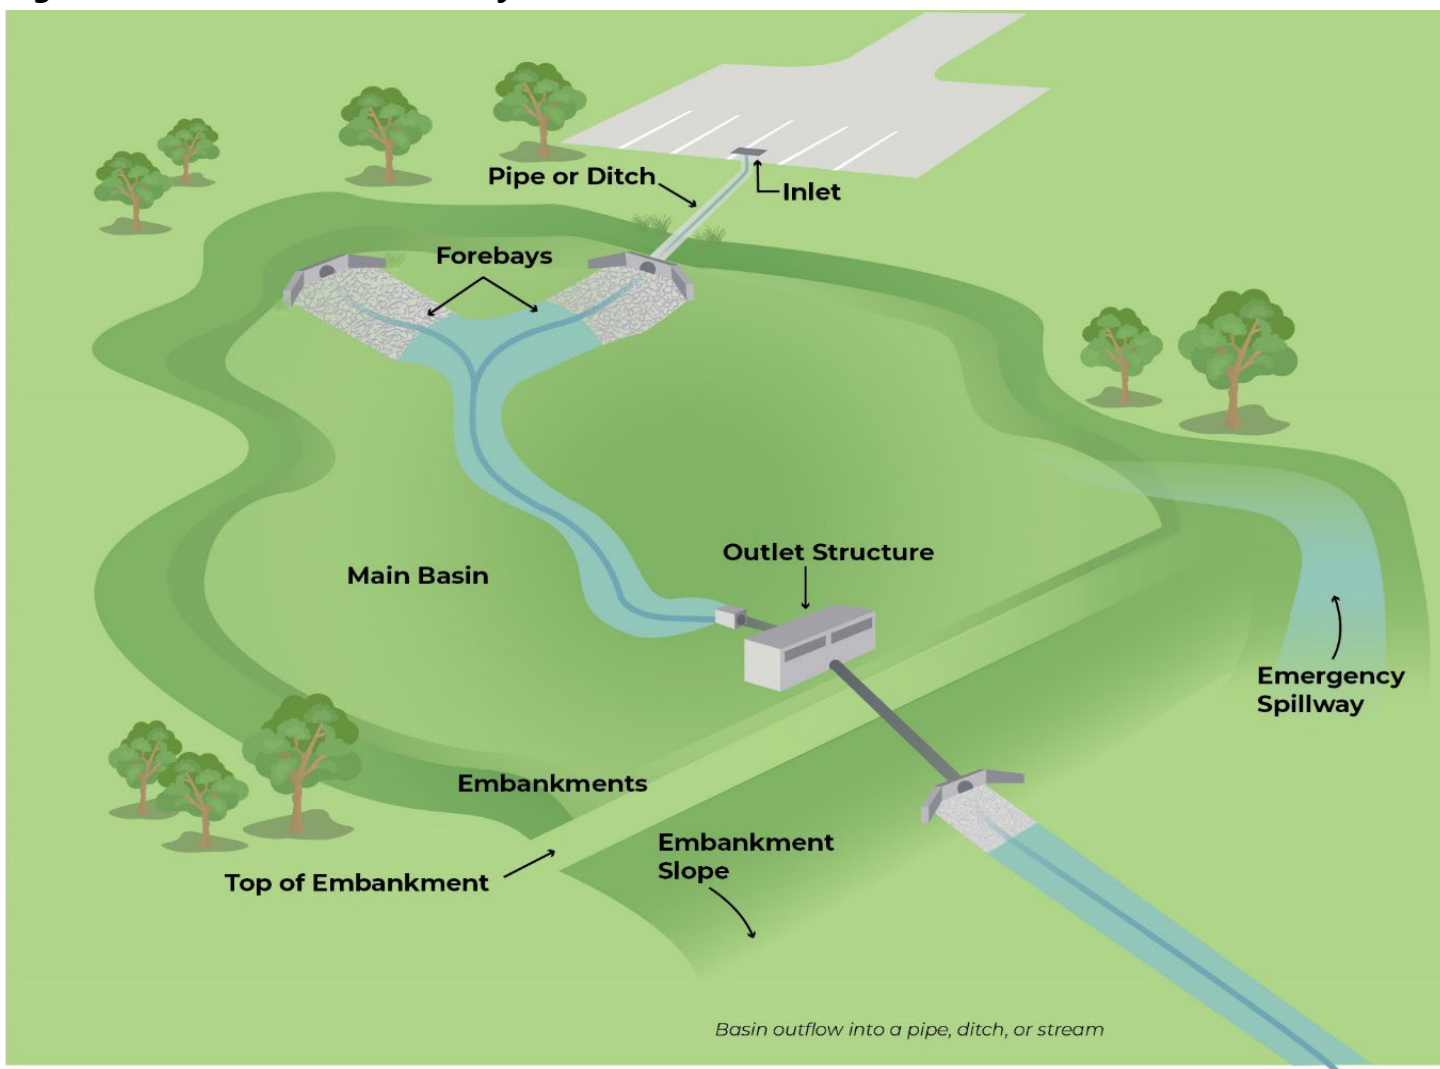 Pipe or Ditch
Inlet
Forebays
Outlet Structure
Main Basin
Emergency
Spillway
Embankments
Embankment
Slope
Top of Embankment
Basin outflow into a pipe, ditch, or stream